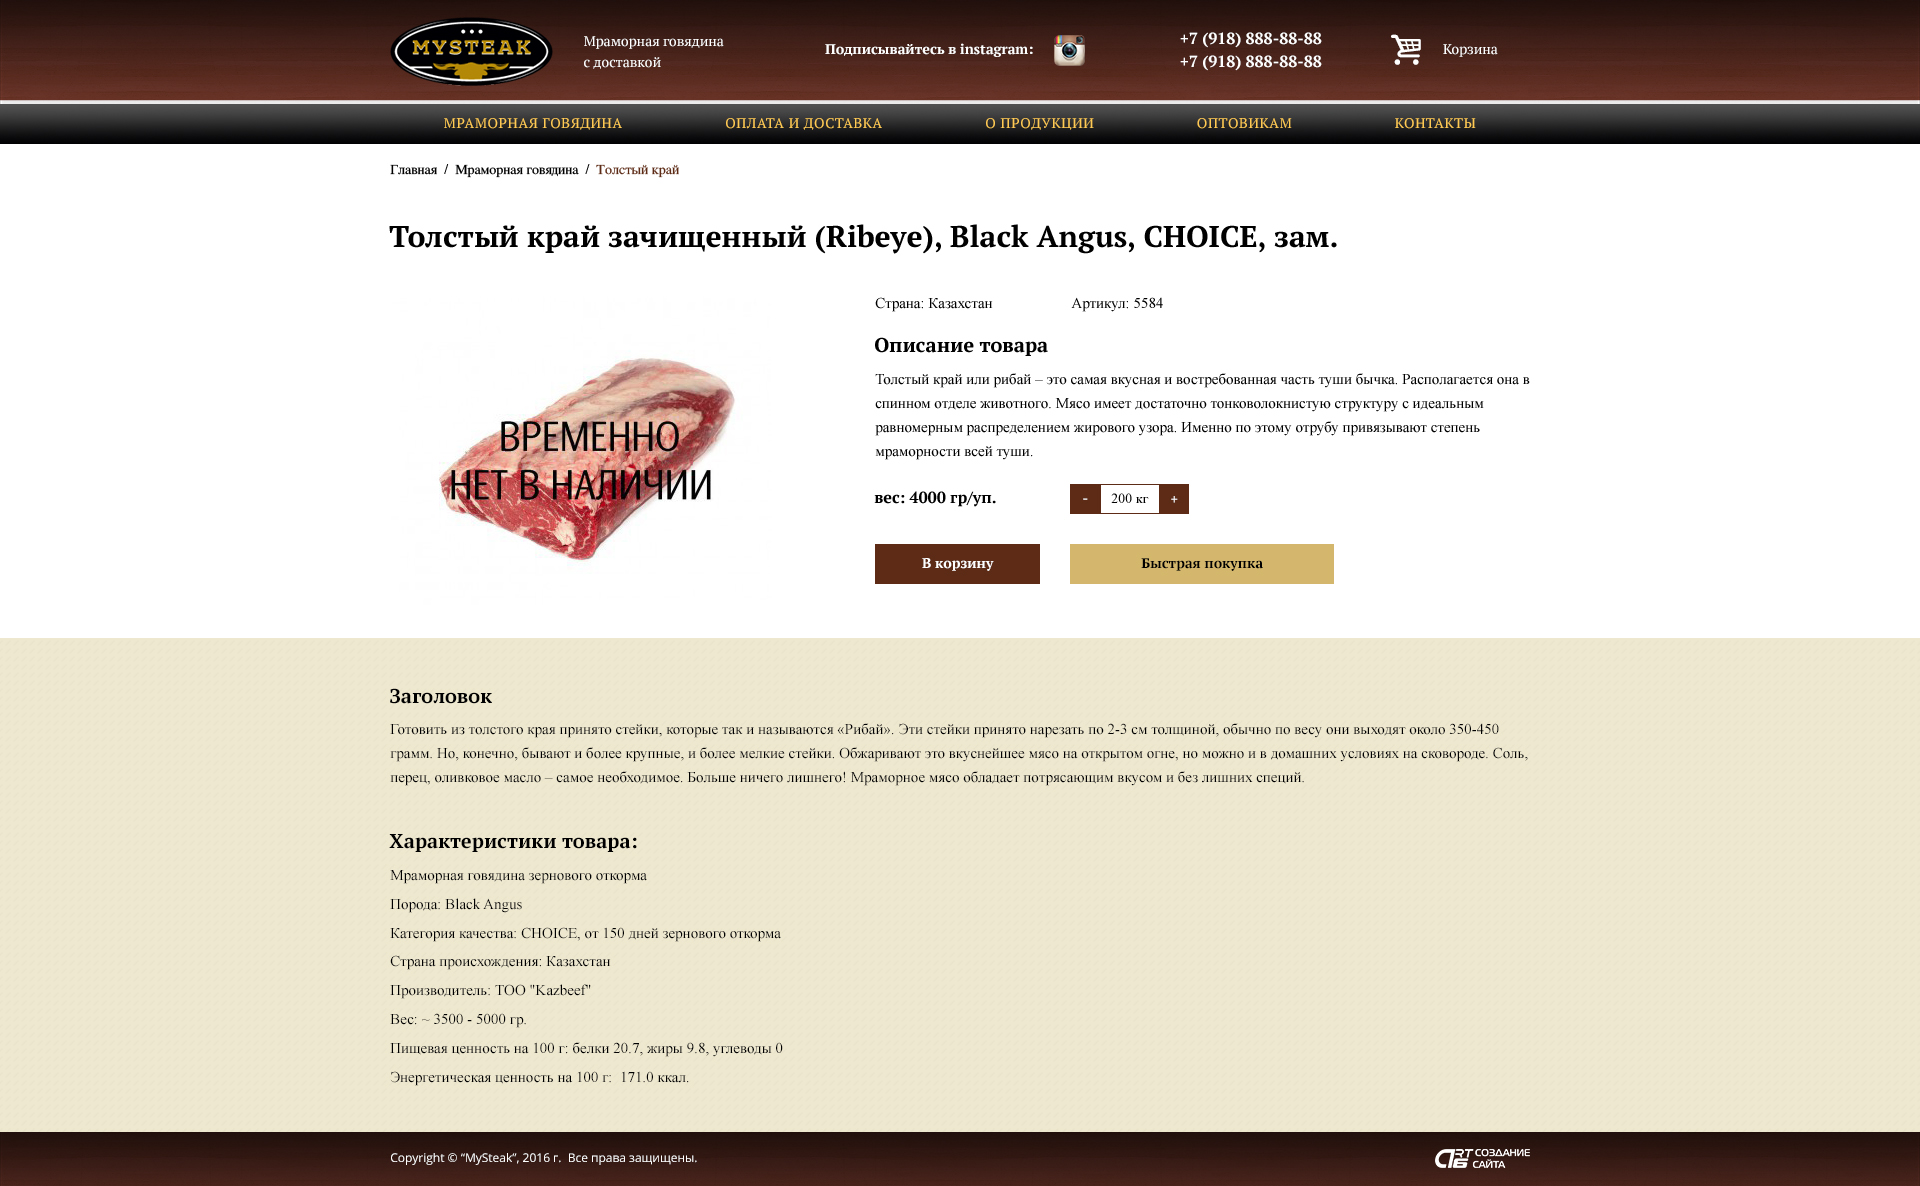 MYSTEAK
Мраморная говядина
с доставкой
Подписывайтесь в instagram:
+7 (918) 888-88-88
+7 (918) 888-88-88
Корзина
МРАМОРНАЯ ГОВЯДИНА
ОПЛАТА И ДОСТАВКА
О ПРОДУКЦИИ
ОПТОВИКАМ
КОНТАКТЫ
Главная / Мраморная говядина / Толстый край
Толстый край зачищенный (Ribeye), Black Angus, CHOICE, зам.
ВРЕМЕННО
НЕТ В НАЛИЧИИ
Страна: Казахстан
Артикул: 5584
Описание товара
Толстый край или рибай – это самая вкусная и востребованная часть туши бычка. Располагается она в
спинном отделе животного. Мясо имеет достаточно тонковолокнистую структуру с идеальным
равномерным распределением жирового узора. Именно по этому отрубу привязывают степень
мраморности всей туши.
вес: 4000 гр/уп.
- 200 кг +
В корзину
Быстрая покупка
Заголовок
Готовить из толстого края принято стейки, которые так и называются «Рибай». Эти стейки принято нарезать по 2-3 см толщиной, обычно по весу они выходят около 350-450
грамм. Но, конечно, бывают и более крупные, и более мелкие стейки. Обжаривают это вкуснейшее мясо на открытом огне, но можно и в домашних условиях на сковороде. Соль,
перец, оливковое масло – самое необходимое. Больше ничего лишнего! Мраморное мясо обладает потрясающим вкусом и без лишних специй.
Характеристики товара:
Мраморная говядина зернового откорма
Порода: Black Angus
Категория качества: CHOICE, от 150 дней зернового откорма
Страна происхождения: Казахстан
Производитель: ТОО "Kazbeef"
Вес: ~ 3500 - 5000 гр.
Пищевая ценность на 100 г: белки 20.7, жиры 9.8, углеводы 0
Энергетическая ценность на 100 г:  171.0 ккал.
Copyright © “MySteak”, 2016 г.  Все права защищены.
СОЗДАНИЕ
САЙТА